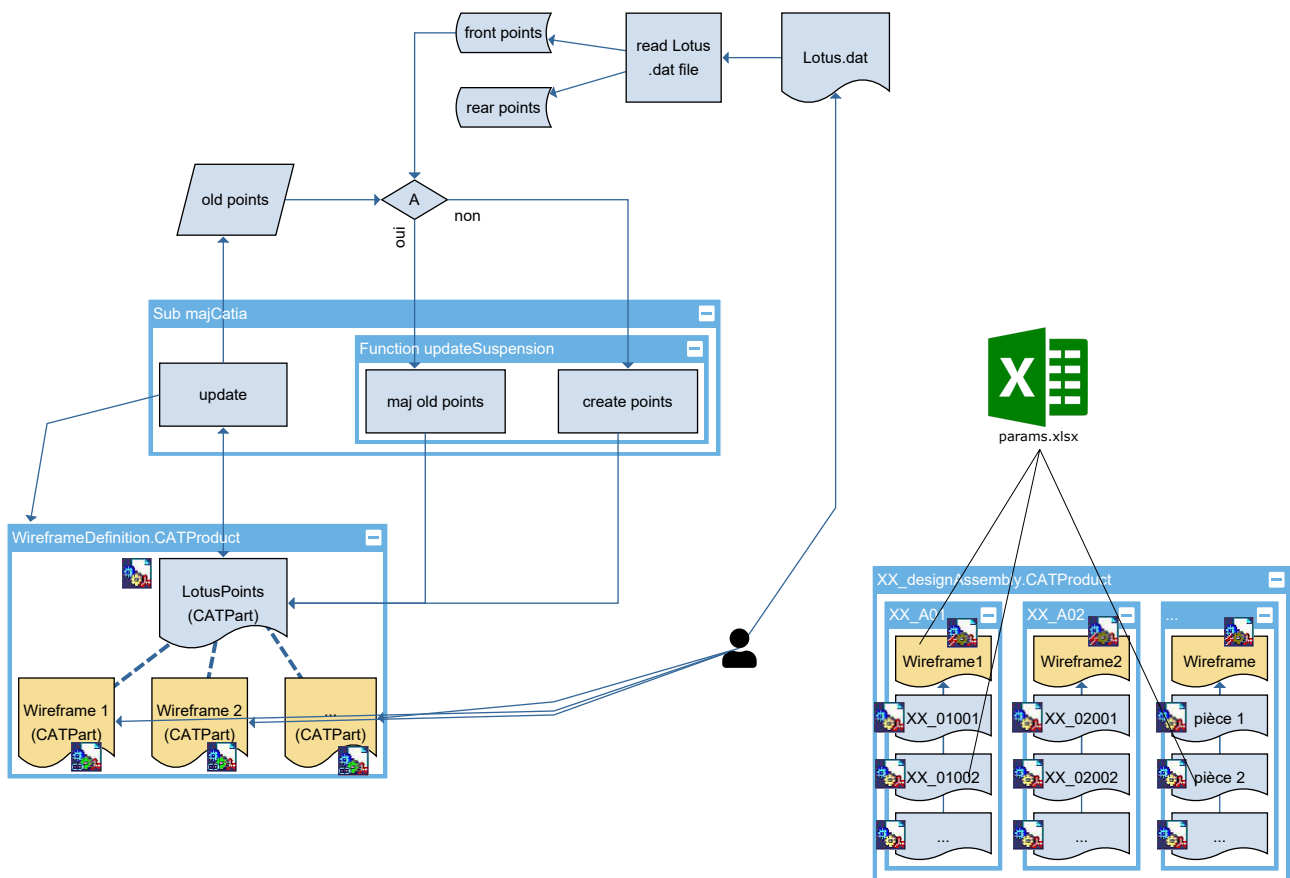 front points
read Lotus
.dat file
Lotus.dat
rear points
old points
A
non
oui
Sub majCatia
Function updateSuspension
update
maj old points
create points
X
params.xlsx
WireframeDefinition.CATProduct
LotusPoints
(CATPart)
Wireframe 1
(CATPart)
Wireframe 2
(CATPart)
...
(CATPart)
XX_designAssembly.CATProduct
XX_A01
XX_A02
...
Wireframe1
Wireframe2
Wireframe
XX_01001
XX_02001
pièce 1
XX_01002
XX_02002
pièce 2
...
...
...